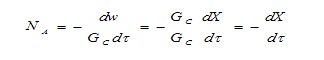 N_A = − dw / (G_C dτ) = − (G_C / G_C) (dX / dτ) = − dX / dτ